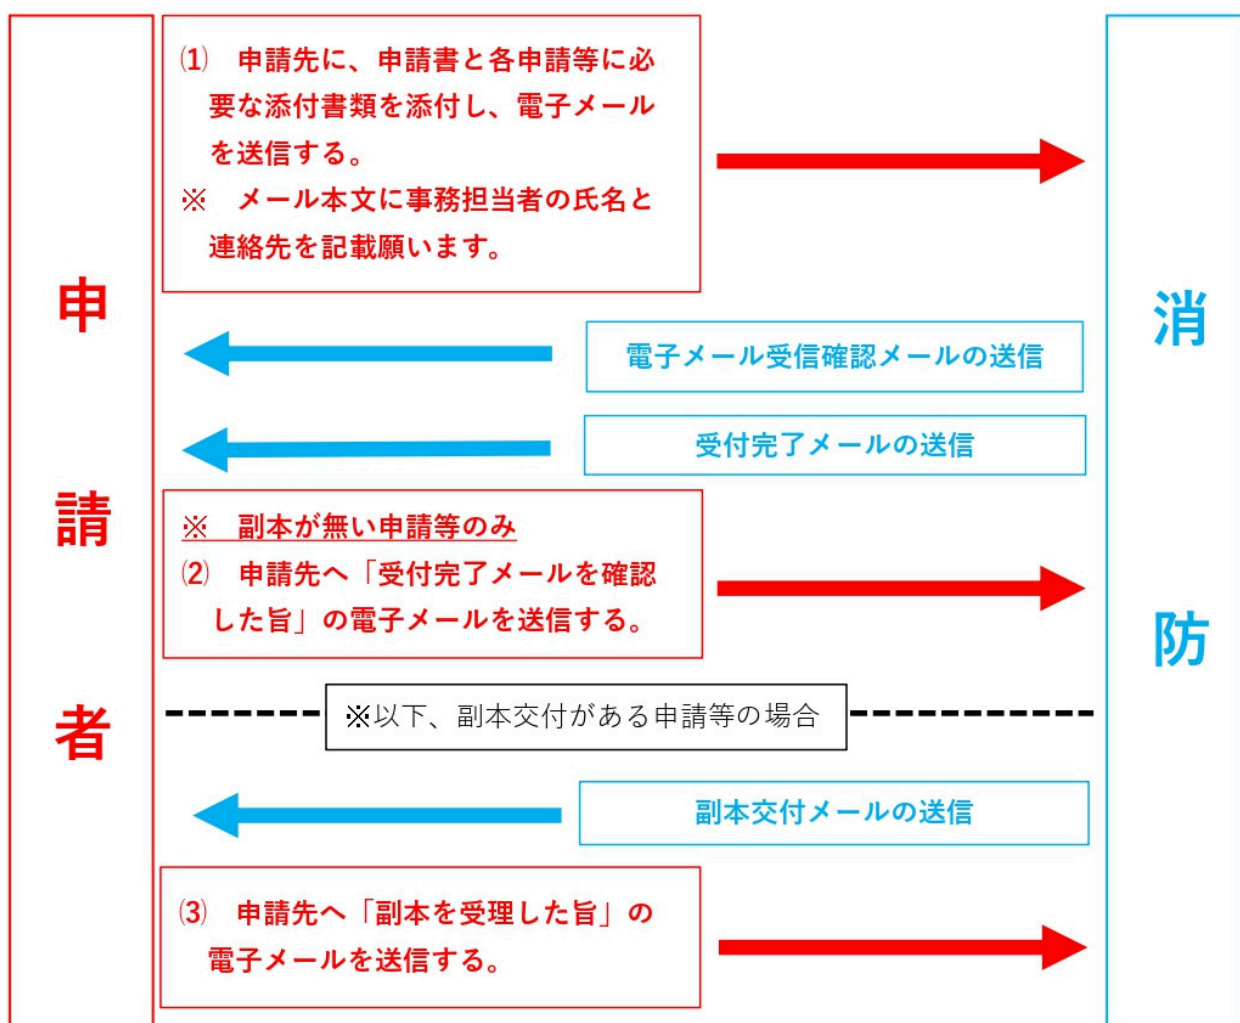 申請者
⑴　申請先に、申請書と各申請等に必
要な添付書類を添付し、電子メール
を送信する。
※　メール本文に事務担当者の氏名と
連絡先を記載願います。
電子メール受信確認メールの送信
受付完了メールの送信
※　副本が無い申請等のみ
⑵　申請先へ「受付完了メールを確認
した旨」の電子メールを送信する。
※以下、副本交付がある申請等の場合
副本交付メールの送信
⑶　申請先へ「副本を受理した旨」の
電子メールを送信する。
消防